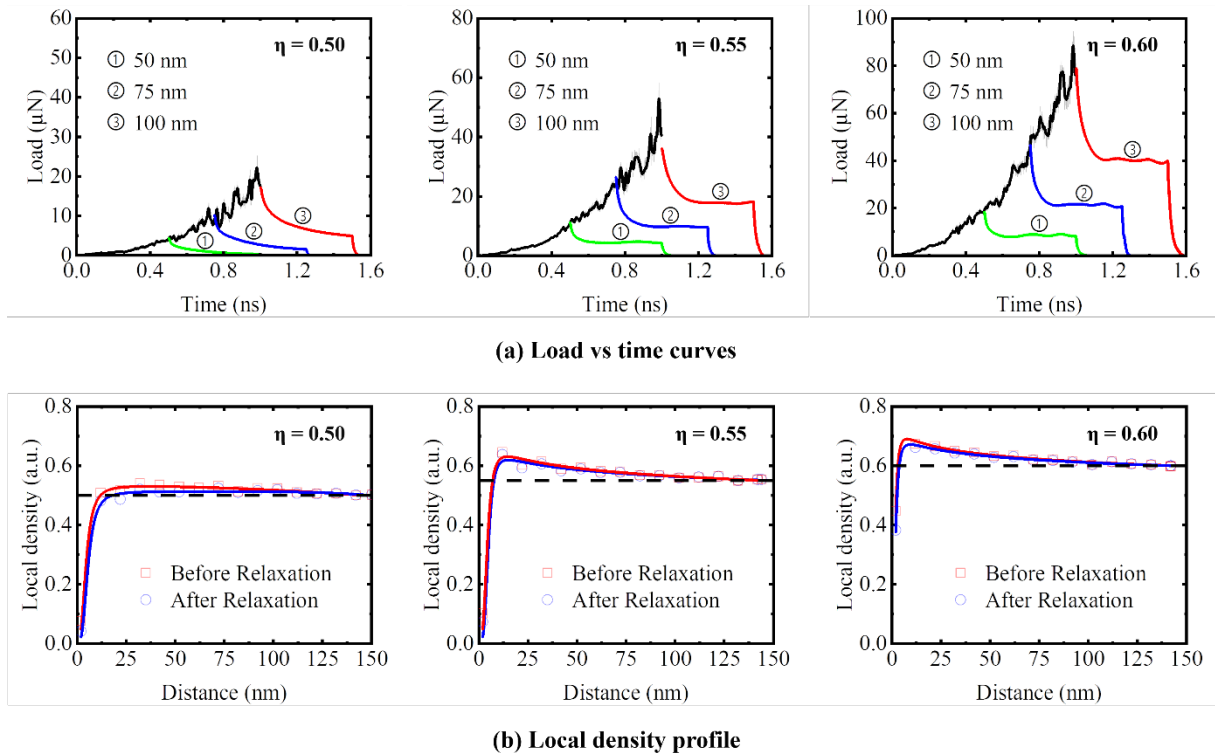 60
50
40
30
20
10
0
Load (μN)
η = 0.50
① 50 nm
② 75 nm
③ 100 nm
①
②
③
0.0 0.4 0.8 1.2 1.6
Time (ns)
80
60
40
20
0
Load (μN)
η = 0.55
① 50 nm
② 75 nm
③ 100 nm
①
②
③
0.0 0.4 0.8 1.2 1.6
Time (ns)
100
80
60
40
20
0
Load (μN)
η = 0.60
① 50 nm
② 75 nm
③ 100 nm
①
②
③
0.0 0.4 0.8 1.2 1.6
Time (ns)
(a) Load vs time curves
0.8
0.6
0.4
0.2
0.0
Local density (a.u.)
η = 0.50
Before Relaxation
After Relaxation
0 25 50 75 100 125 150
Distance (nm)
0.8
0.6
0.4
0.2
0.0
Local density (a.u.)
η = 0.55
Before Relaxation
After Relaxation
0 25 50 75 100 125 150
Distance (nm)
0.8
0.6
0.4
0.2
0.0
Local density (a.u.)
η = 0.60
Before Relaxation
After Relaxation
0 25 50 75 100 125 150
Distance (nm)
(b) Local density profile